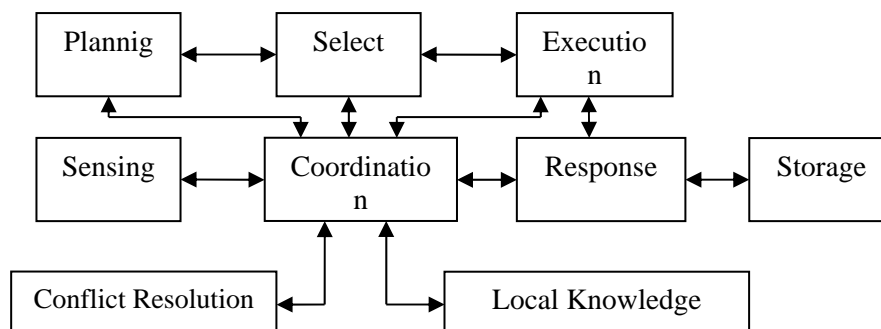 Plannig
Select
Executio
n
Sensing
Coordinatio
n
Response
Storage
Conflict Resolution
Local Knowledge